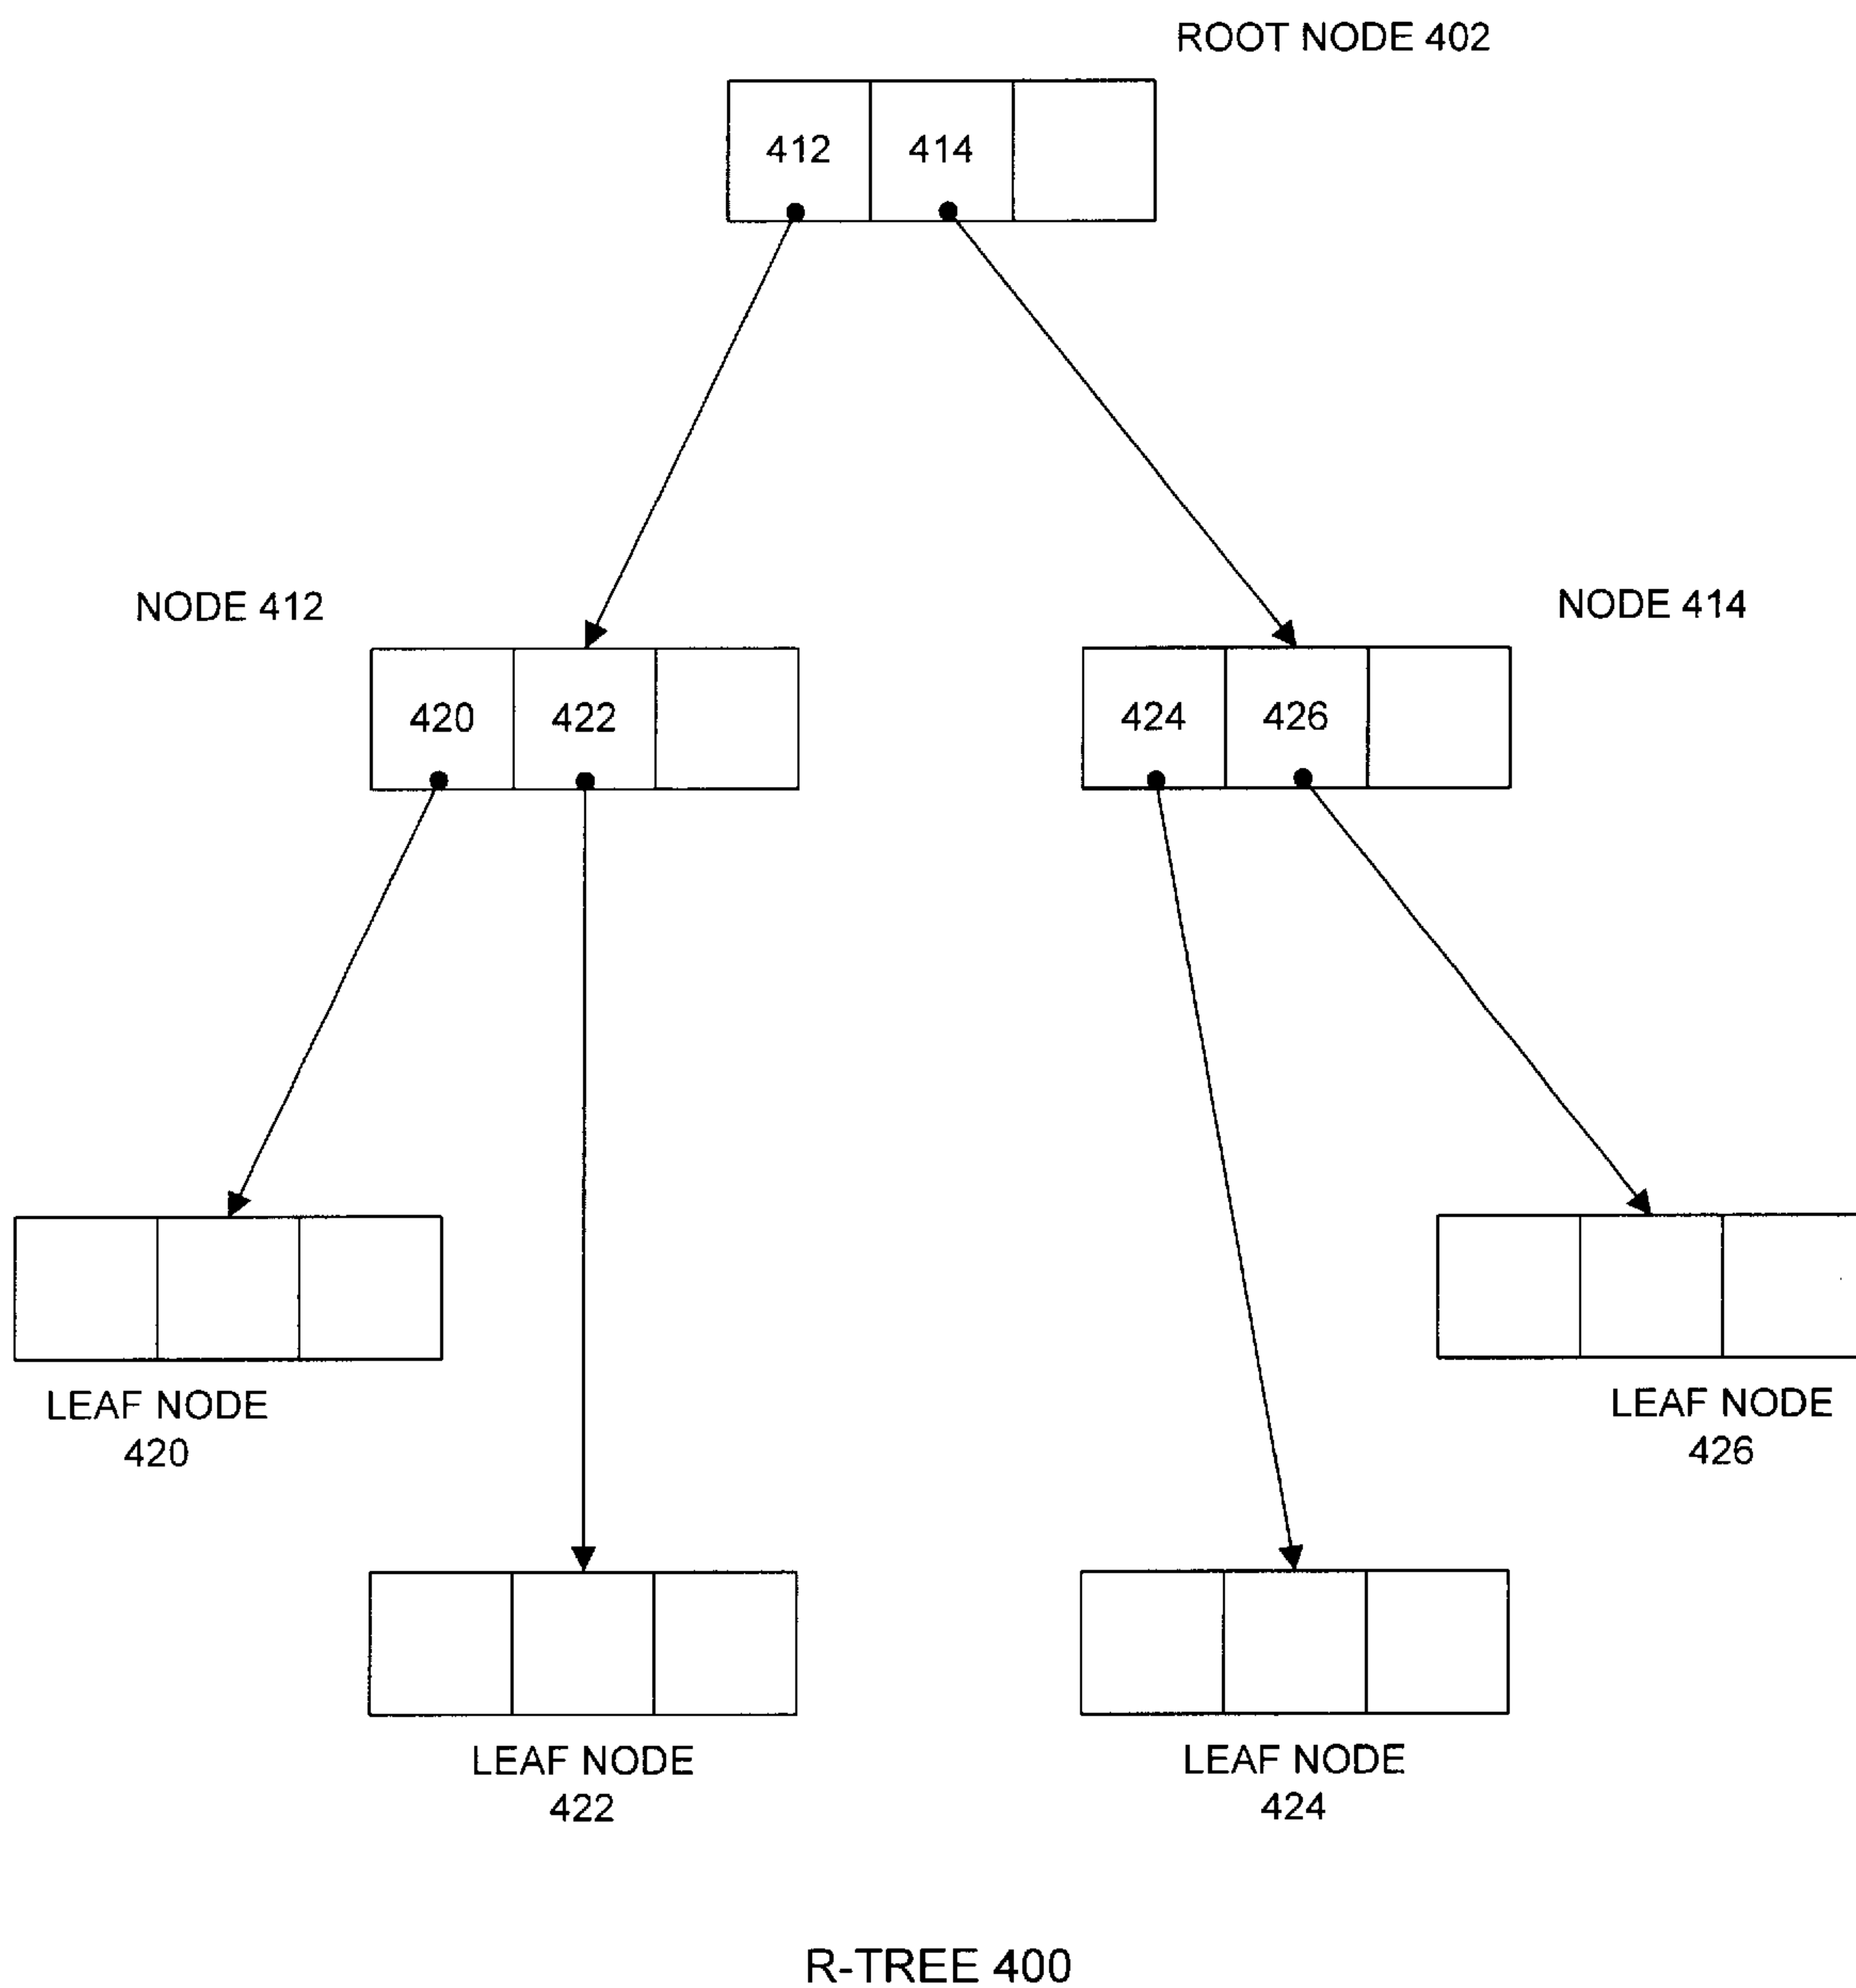 ROOT NODE 402
412 414
NODE 412
NODE 414
420 422
424 426
LEAF NODE
420
LEAF NODE
426
LEAF NODE
422
LEAF NODE
424
R-TREE 400